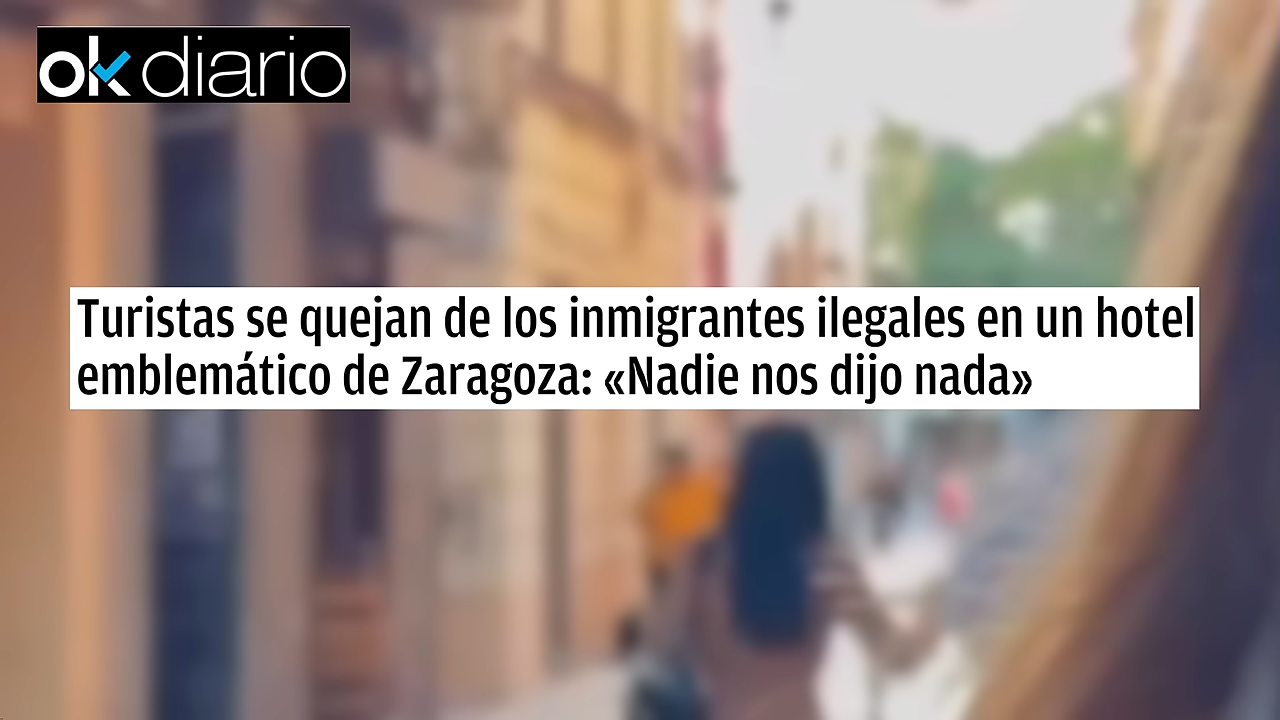 okdiario
Turistas se quejan de los inmigrantes ilegales en un hotel
emblemático de Zaragoza: «Nadie nos dijo nada»